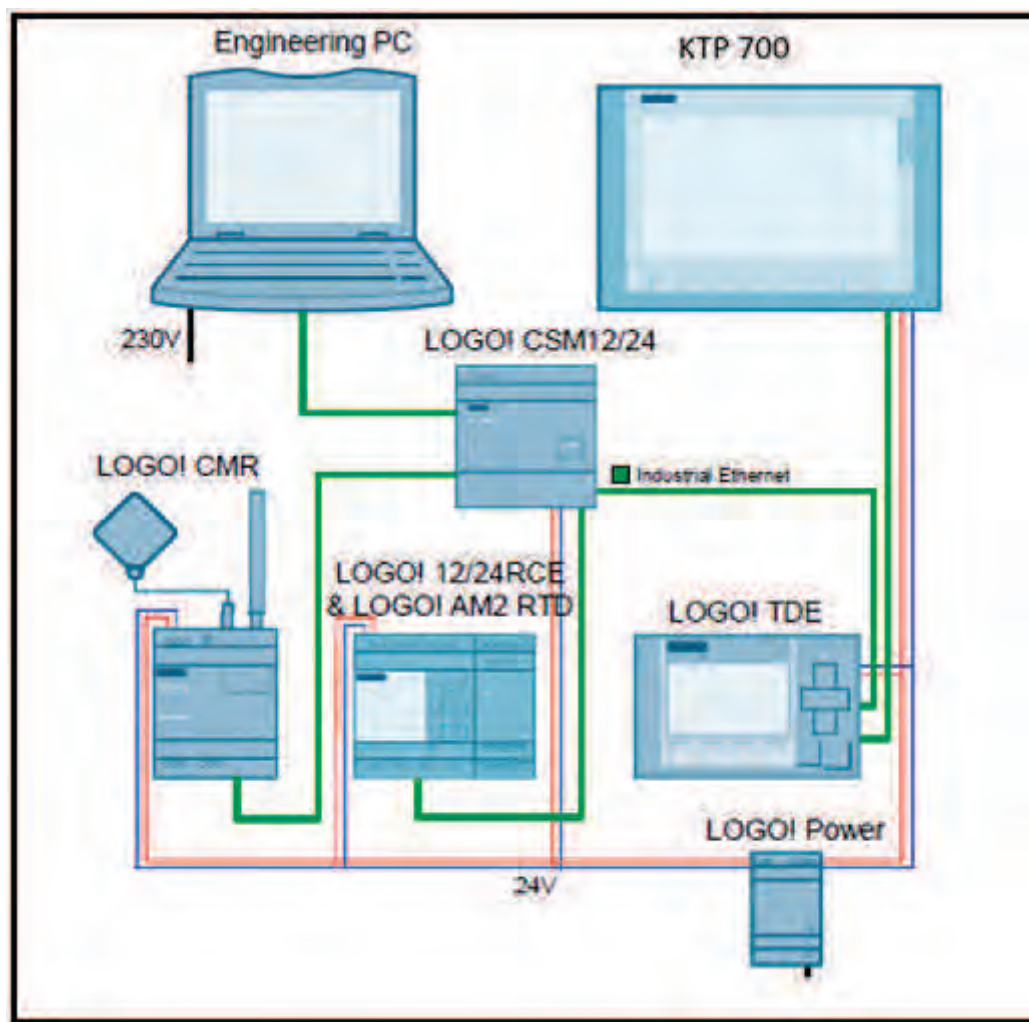 Engineering PC
KTP 700
230V
LOGO! CSM12/24
LOGO! CMR
Industrial Ethernet
LOGO! 12/24RCE
& LOGO! AM2 RTD
LOGO! TDE
LOGO! Power
24V